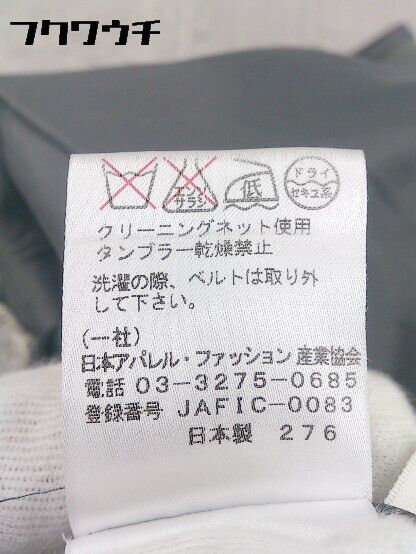 フクワウチ
エンソ
サラシ
低
ドライ
セキユ系
クリーニングネット使用
タンブラー乾燥禁止
洗濯の際、ベルトは取り外
して下さい。
(一社)
日本アパレル・ファッション産業協会
電話 03-3275-0685
登録番号 JAFIC-0083
日本製 276